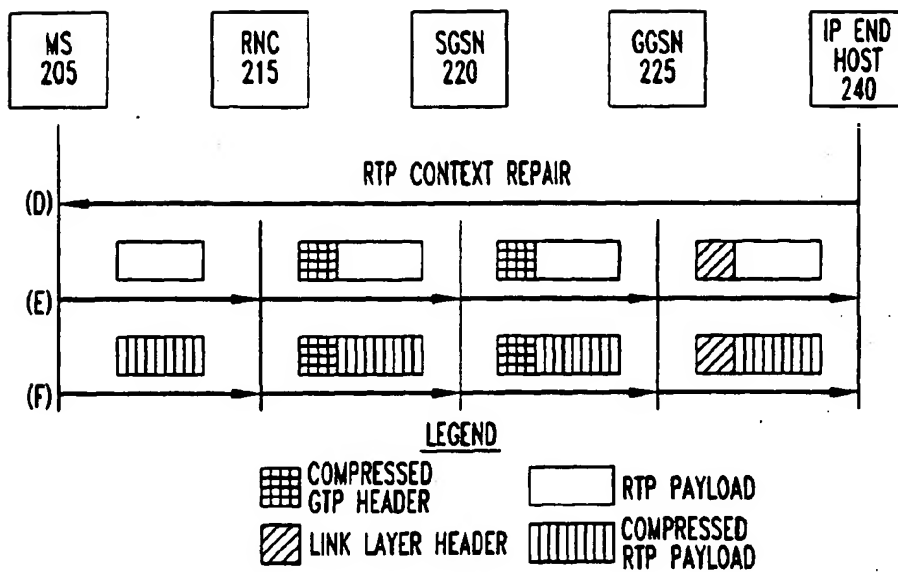 MS
205
RNC
215
SGSN
220
GGSN
225
IP END
HOST
240
RTP CONTEXT REPAIR
(D)
(E)
(F)
LEGEND
COMPRESSED
GTP HEADER
RTP PAYLOAD
LINK LAYER HEADER
COMPRESSED
RTP PAYLOAD